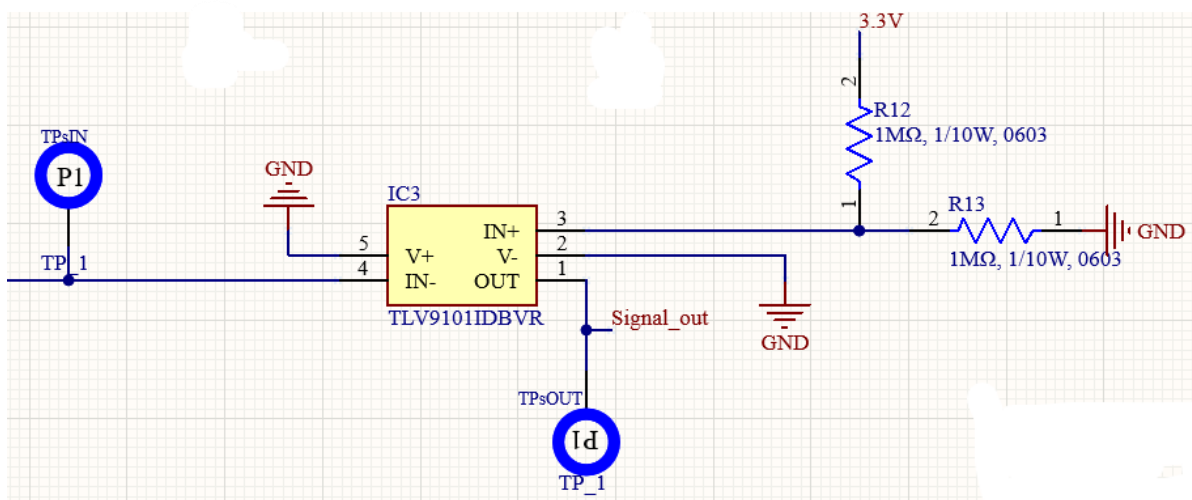 3.3V
2
R12
1MΩ, 1/10W, 0603
1
TPsIN
P1
TP_1
GND
IC3
5
V+
4
IN-
IN+
3
V-
2
OUT
1
TLV9101IDBVR
R13
2
1
GND
1MΩ, 1/10W, 0603
Signal_out
GND
TPsOUT
P1
TP_1